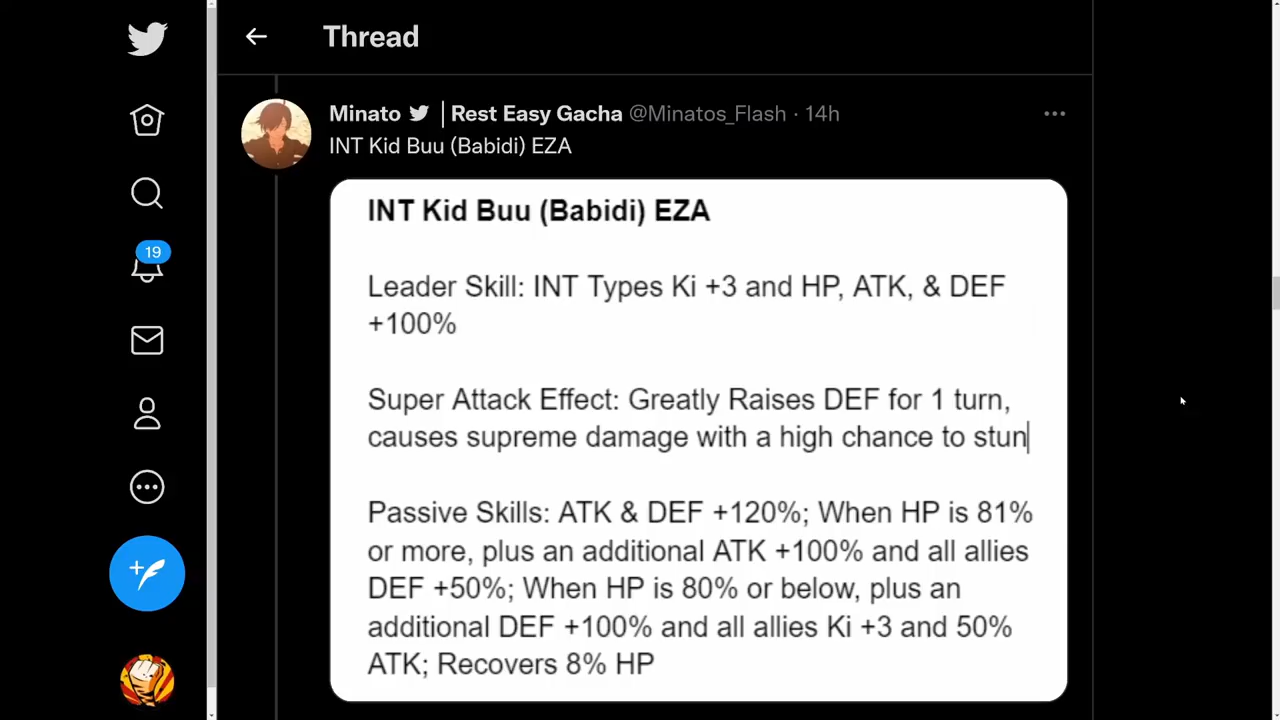 Thread
Minato | Rest Easy Gacha @Minatos_Flash · 14h
INT Kid Buu (Babidi) EZA
INT Kid Buu (Babidi) EZA
Leader Skill: INT Types Ki +3 and HP, ATK, & DEF
+100%
Super Attack Effect: Greatly Raises DEF for 1 turn,
causes supreme damage with a high chance to stun
Passive Skills: ATK & DEF +120%; When HP is 81%
or more, plus an additional ATK +100% and all allies
DEF +50%; When HP is 80% or below, plus an
additional DEF +100% and all allies Ki +3 and 50%
ATK; Recovers 8% HP
19